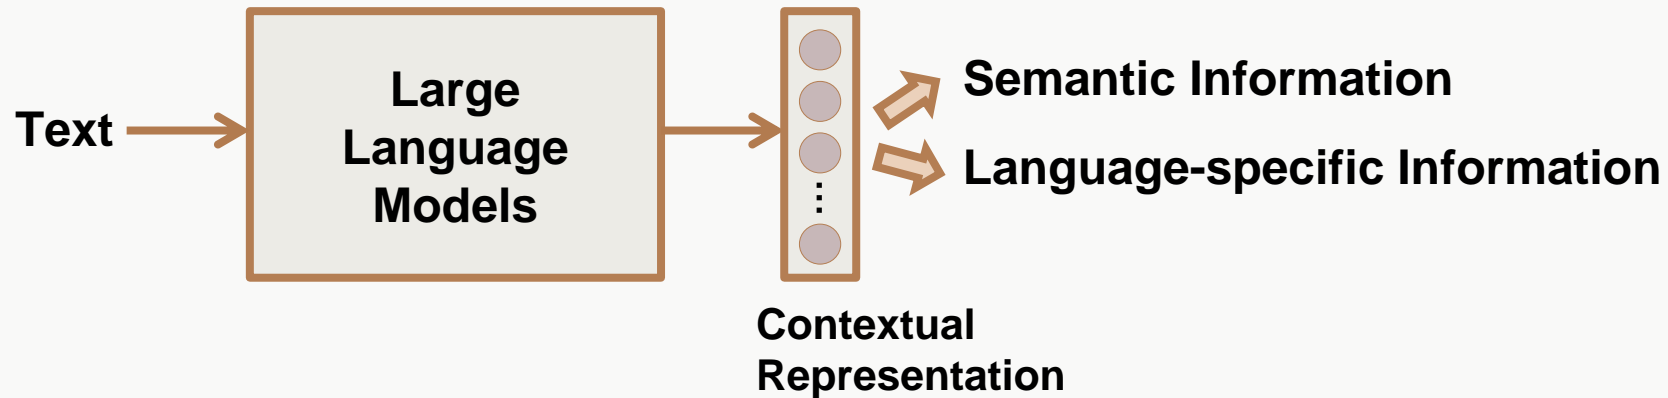 Text
Large
Language
Models
Semantic Information
Language-specific Information
Contextual
Representation